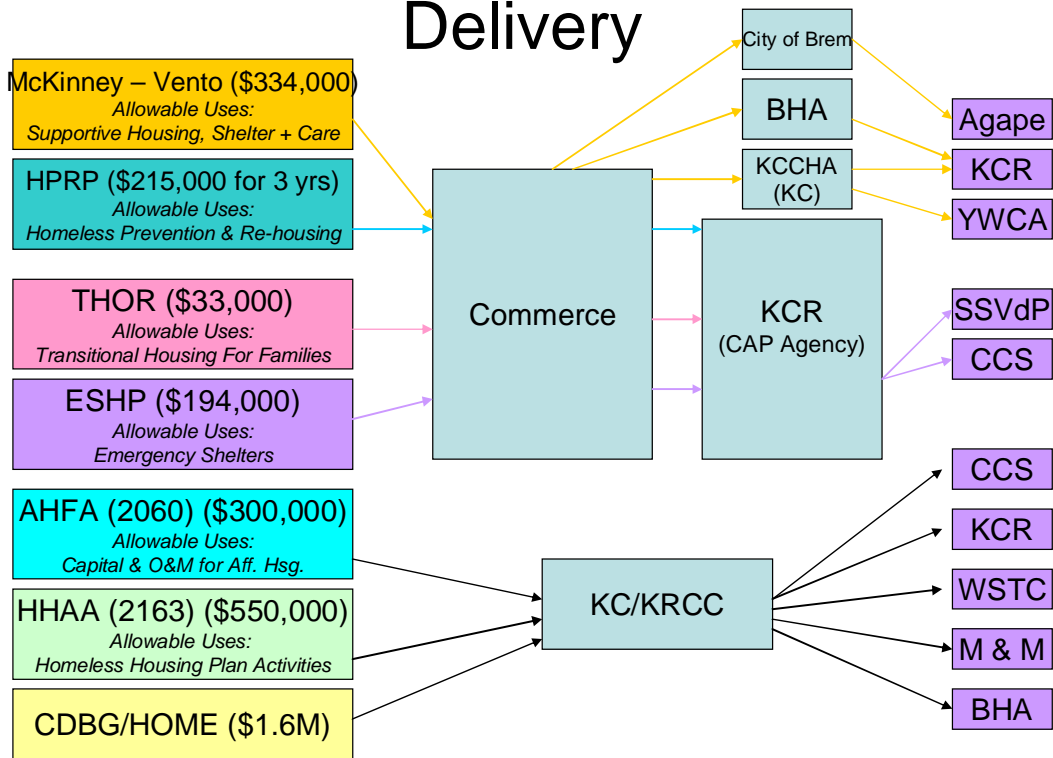 Delivery
McKinney – Vento ($334,000)
Allowable Uses:
Supportive Housing, Shelter + Care
HPRP ($215,000 for 3 yrs)
Allowable Uses:
Homeless Prevention & Re-housing
THOR ($33,000)
Allowable Uses:
Transitional Housing For Families
ESHP ($194,000)
Allowable Uses:
Emergency Shelters
AHFA (2060) ($300,000)
Allowable Uses:
Capital & O&M for Aff. Hsg.
HHAA (2163) ($550,000)
Allowable Uses:
Homeless Housing Plan Activities
CDBG/HOME ($1.6M)
Commerce
KC/KRCC
City of Brem
BHA
KCCHA
(KC)
KCR
(CAP Agency)
Agape
KCR
YWCA
SSVdP
CCS
CCS
KCR
WSTC
M & M
BHA